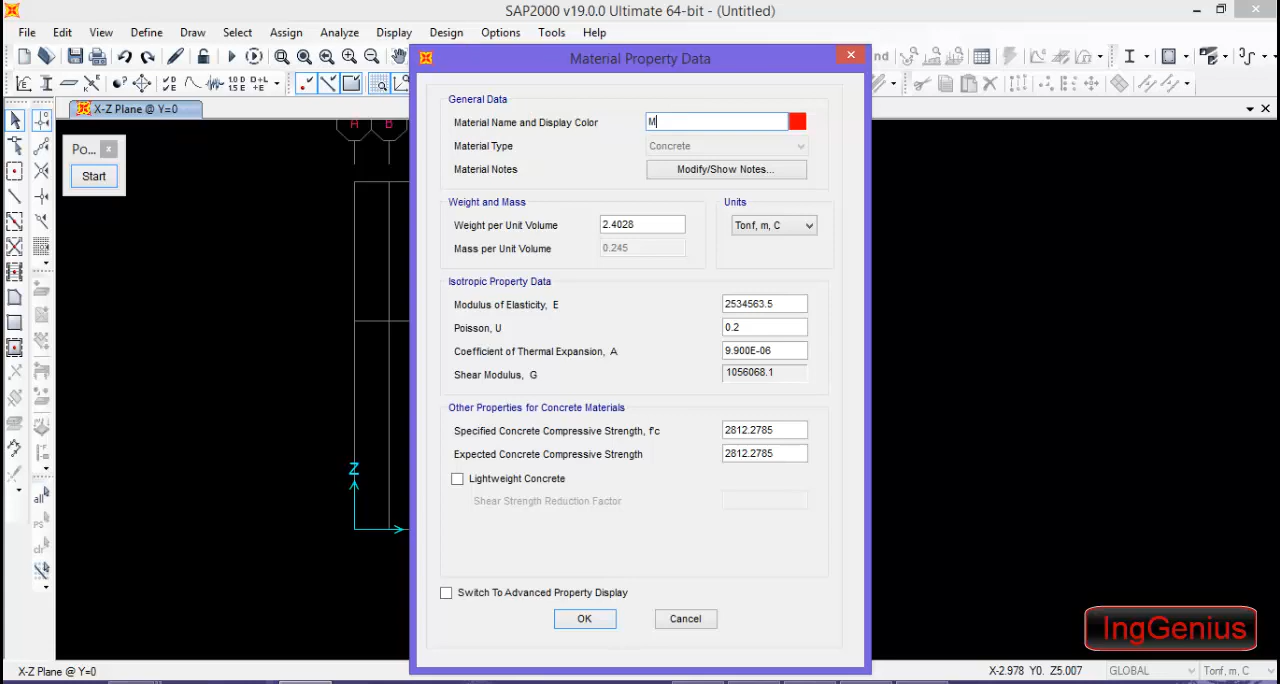 SAP2000 v19.0.0 Ultimate 64-bit - (Untitled)
File Edit View Define Draw Select Assign Analyze Display Design Options Tools Help
Material Property Data
nd
X-Z Plane @ Y=0
A B
Po...
Start
General Data
Material Name and Display Color M
Material Type Concrete
Material Notes Modify/Show Notes...
Weight and Mass
Units
Weight per Unit Volume 2.4028
Tonf, m, C
Mass per Unit Volume 0.245
Isotropic Property Data
Modulus of Elasticity, E 2534563.5
Poisson, U 0.2
Coefficient of Thermal Expansion, A 9.900E-06
Shear Modulus, G 1056068.1
Other Properties for Concrete Materials
Specified Concrete Compressive Strength, f'c 2812.2785
Expected Concrete Compressive Strength 2812.2785
Lightweight Concrete
Shear Strength Reduction Factor
Z
all
PS
dr
Switch To Advanced Property Display
OK Cancel
IngGenius
X-Z Plane @ Y=0
X-2.978 Y0. Z5.007
GLOBAL
Tonf, m, C